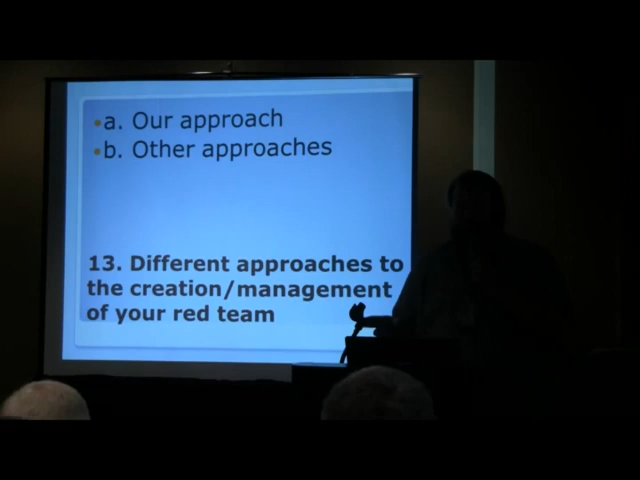 •a. Our approach
•b. Other approaches
13. Different approaches to
the creation/management
of your red team